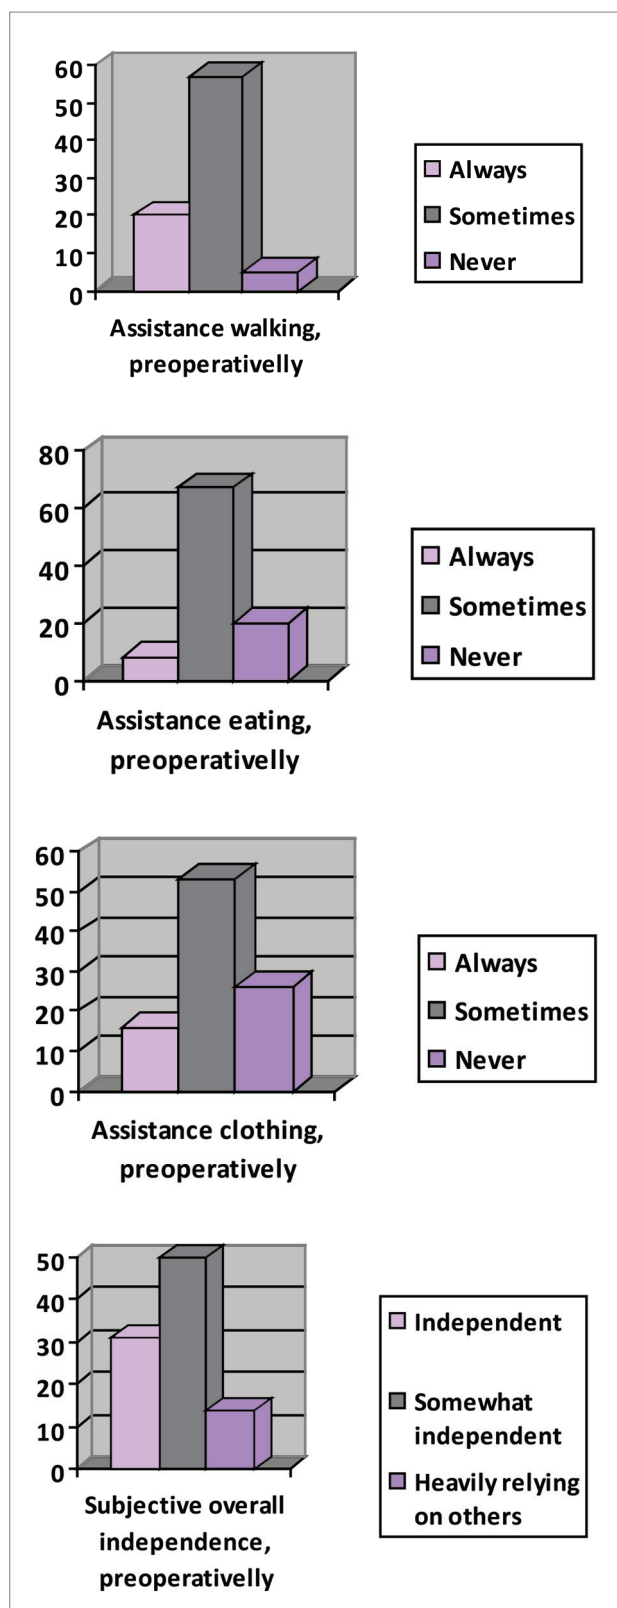 60
50
40
30
20
10
0
Always
Sometimes
Never
Assistance walking,
preoperativelly
80
60
40
20
0
Always
Sometimes
Never
Assistance eating,
preoperativelly
60
50
40
30
20
10
0
Always
Sometimes
Never
Assistance clothing,
preoperatively
50
40
30
20
10
0
Independent
Somewhat
independent
Heavily relying
on others
Subjective overall
independence,
preoperativelly